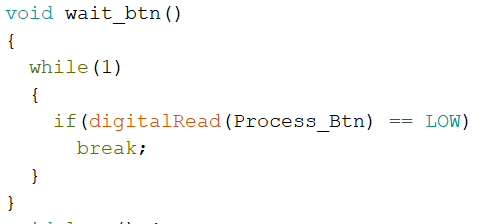 void wait_btn()
{
  while(1)
  {
    if(digitalRead(Process_Btn) == LOW)
      break;
  }
}